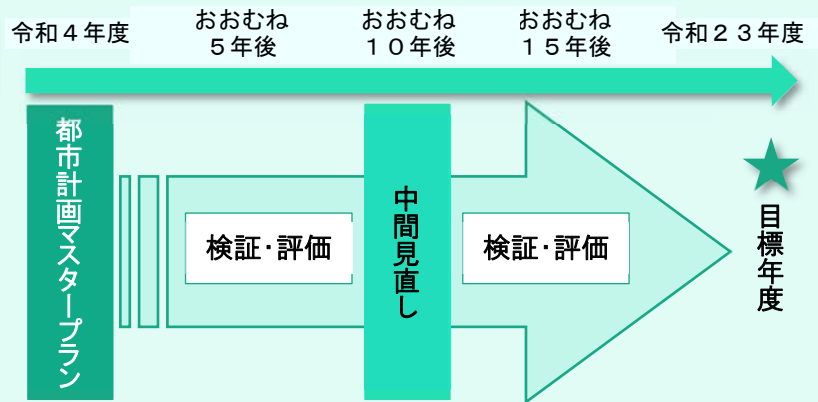 令和４年度
おおむね
５年後
おおむね
１０年後
おおむね
１５年後
令和２３年度
都市計画マスタープラン
検証・評価
中間見直し
検証・評価
目標年度